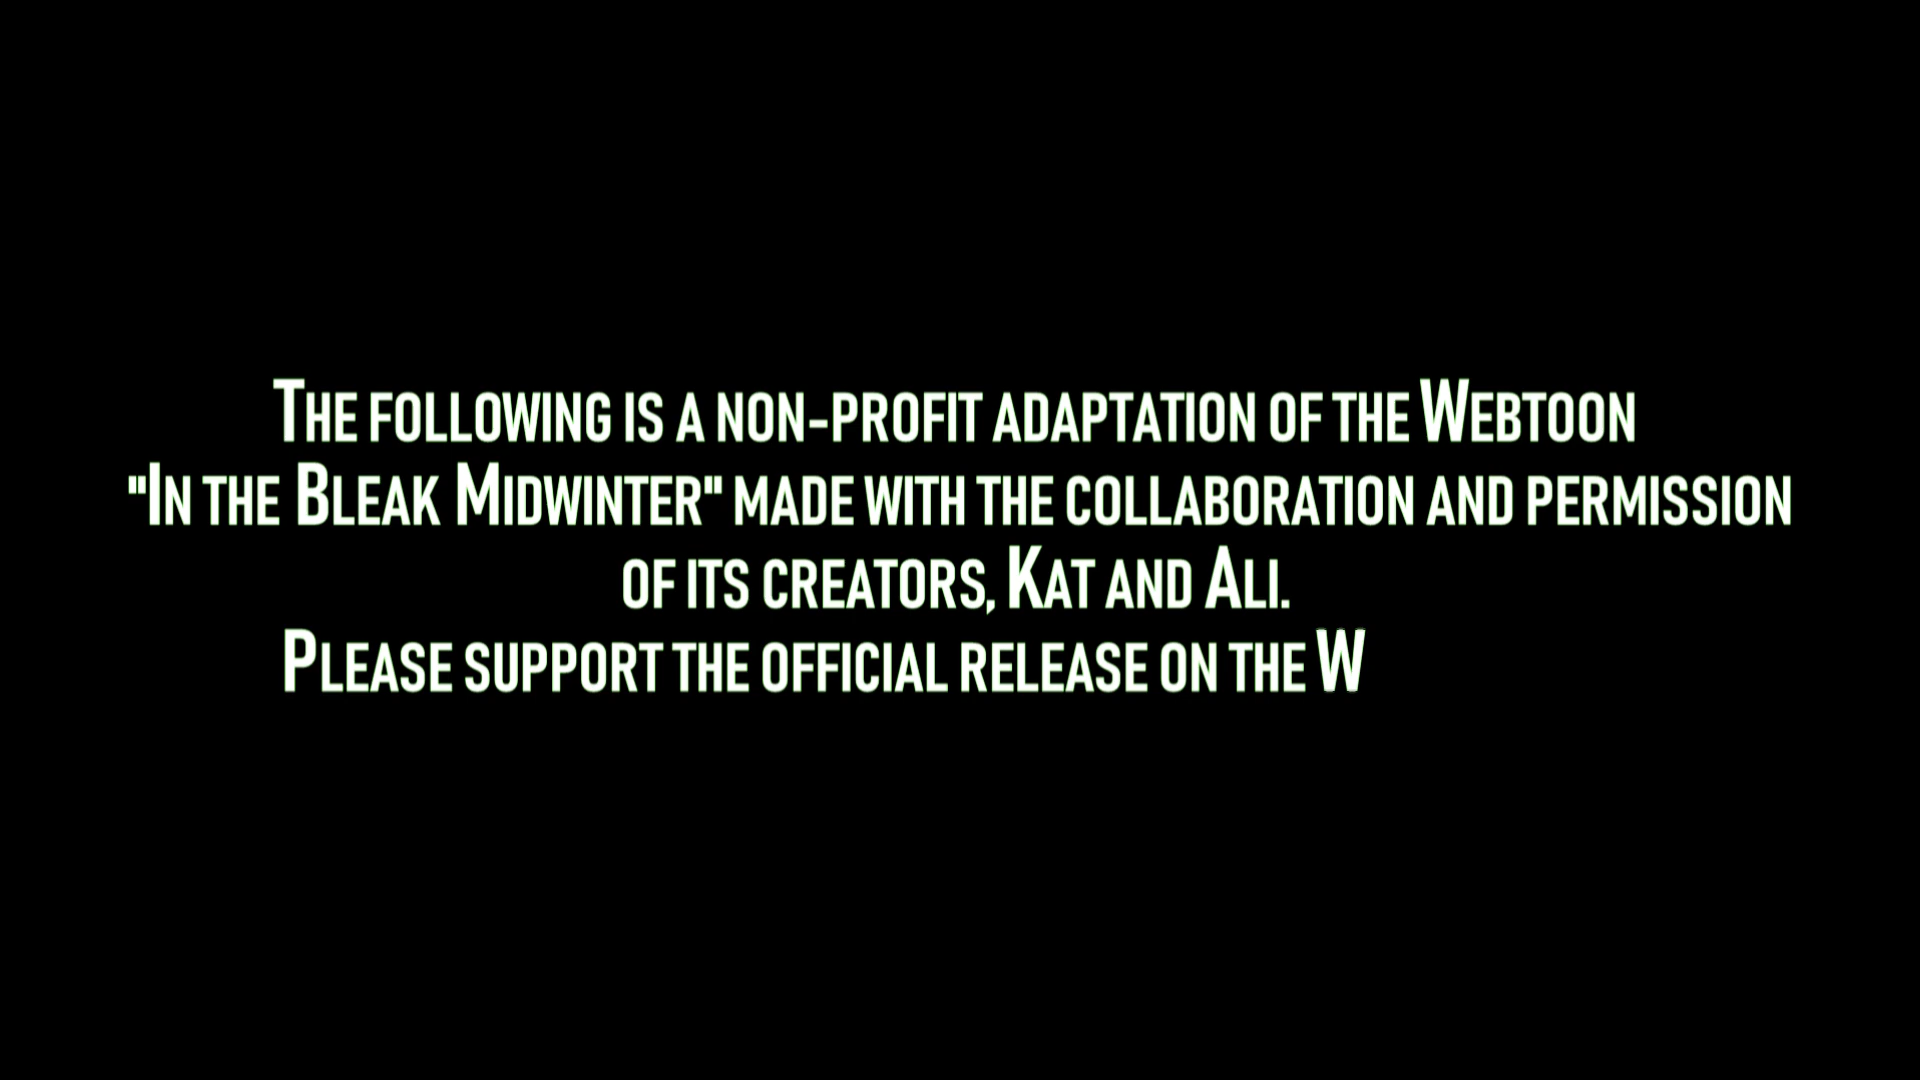 The following is a non-profit adaptation of the Webtoon
"In the Bleak Midwinter" made with the collaboration and permission
of its creators, Kat and Ali.
Please support the official release on the W